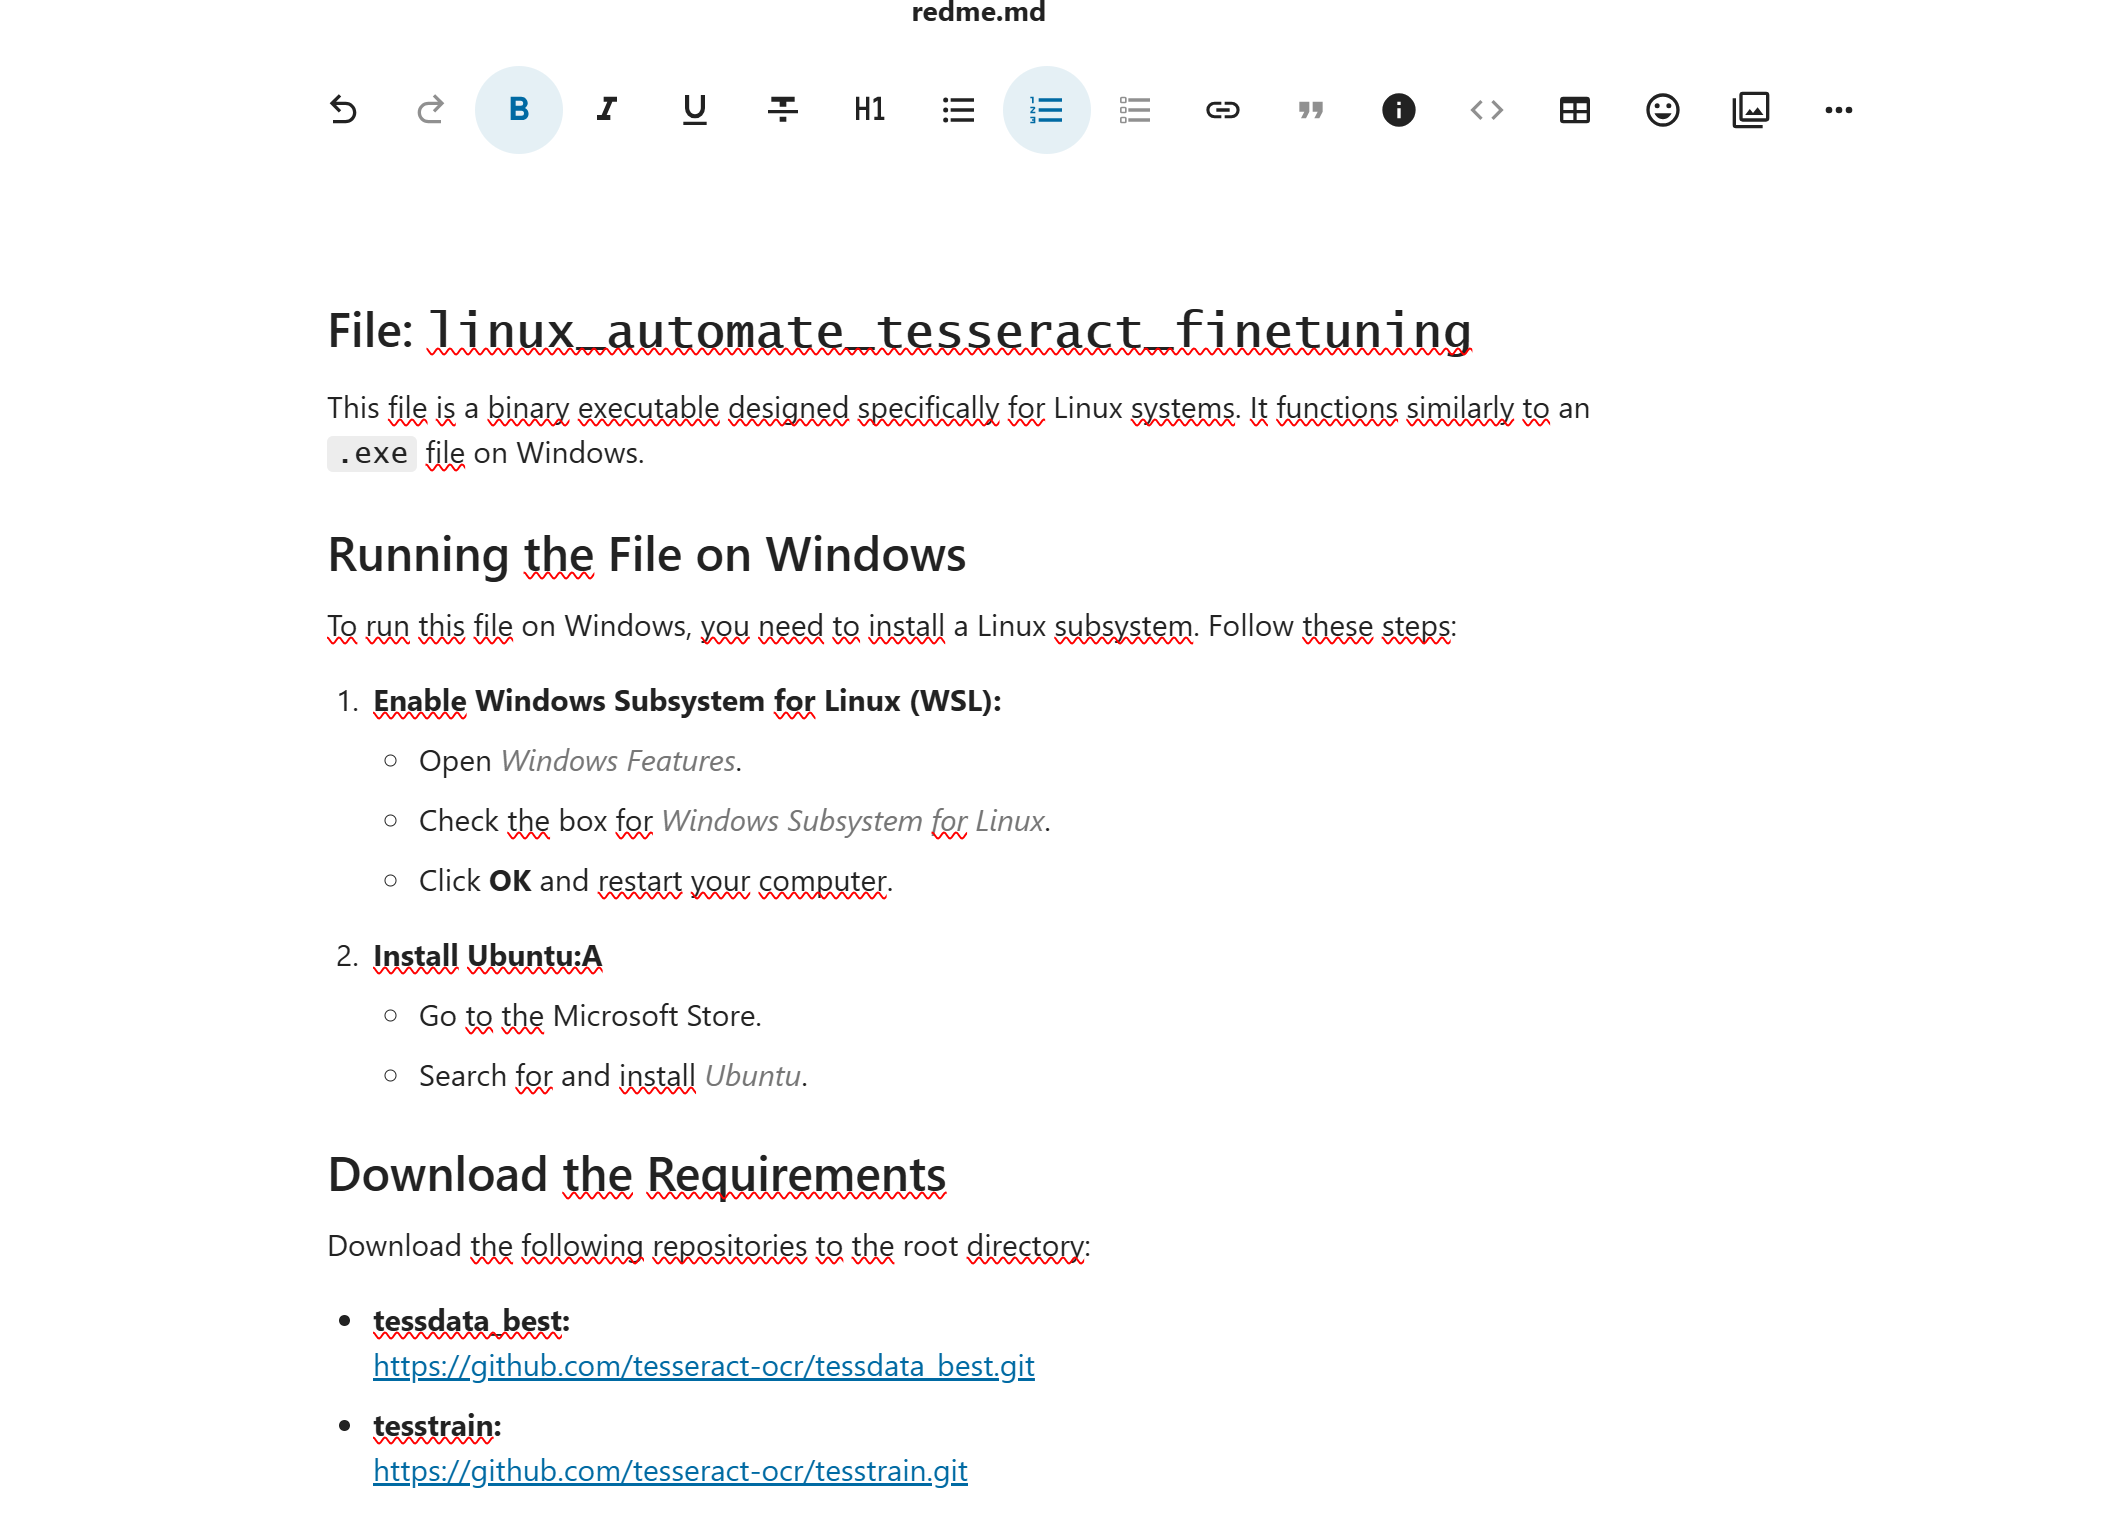 redme.md
B I U H1
File: linux_automate_tesseract_finetuning
This file is a binary executable designed specifically for Linux systems. It functions similarly to an
.exe file on Windows.
Running the File on Windows
To run this file on Windows, you need to install a Linux subsystem. Follow these steps:
1. Enable Windows Subsystem for Linux (WSL):
Open Windows Features.
Check the box for Windows Subsystem for Linux.
Click OK and restart your computer.
2. Install Ubuntu:A
Go to the Microsoft Store.
Search for and install Ubuntu.
Download the Requirements
Download the following repositories to the root directory:
tessdata_best:
https://github.com/tesseract-ocr/tessdata_best.git
tesstrain:
https://github.com/tesseract-ocr/tesstrain.git